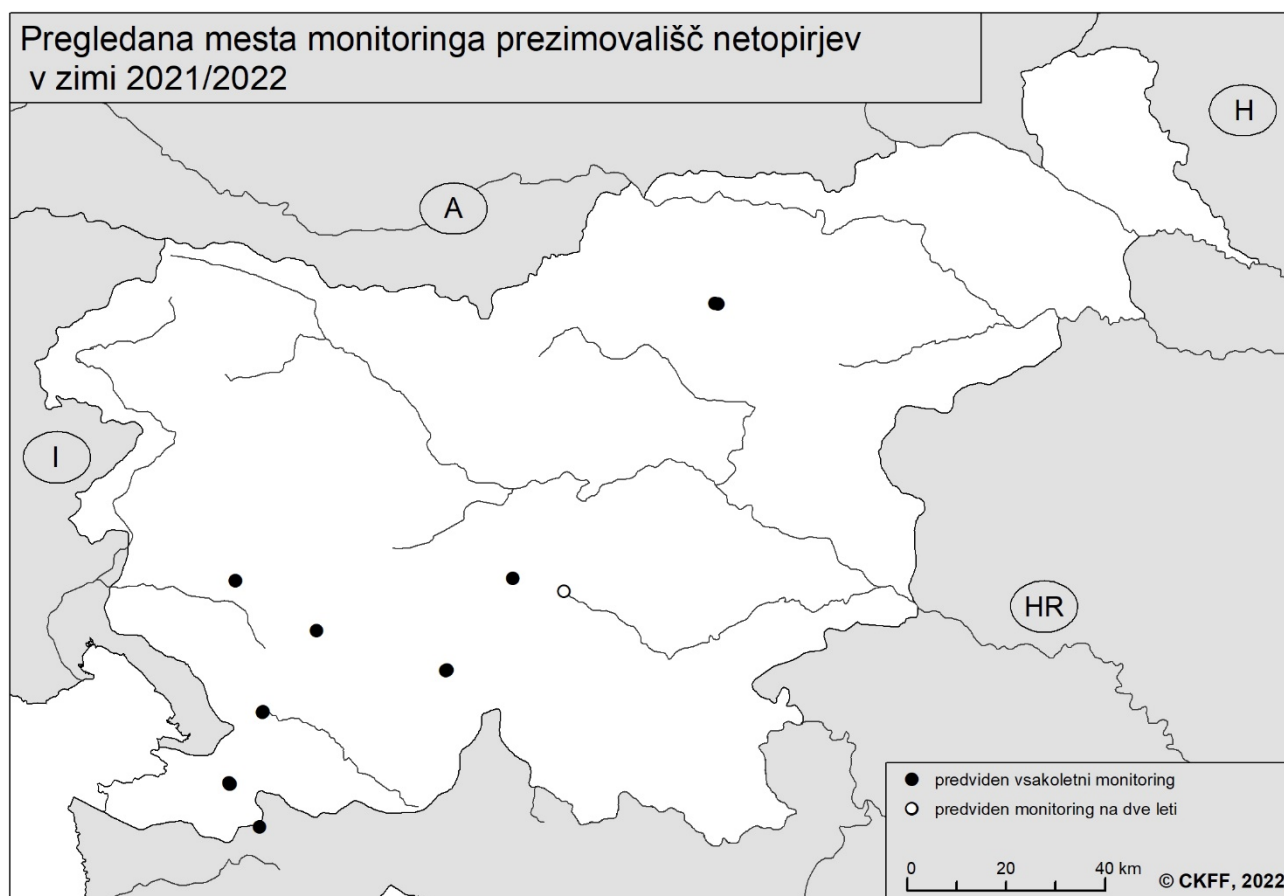 Pregledana mesta monitoringa prezimovališč netopirjev
v zimi 2021/2022
H
A
I
HR
predviden vsakoletni monitoring
predviden monitoring na dve leti
0 20 40 km
© CKFF, 2022